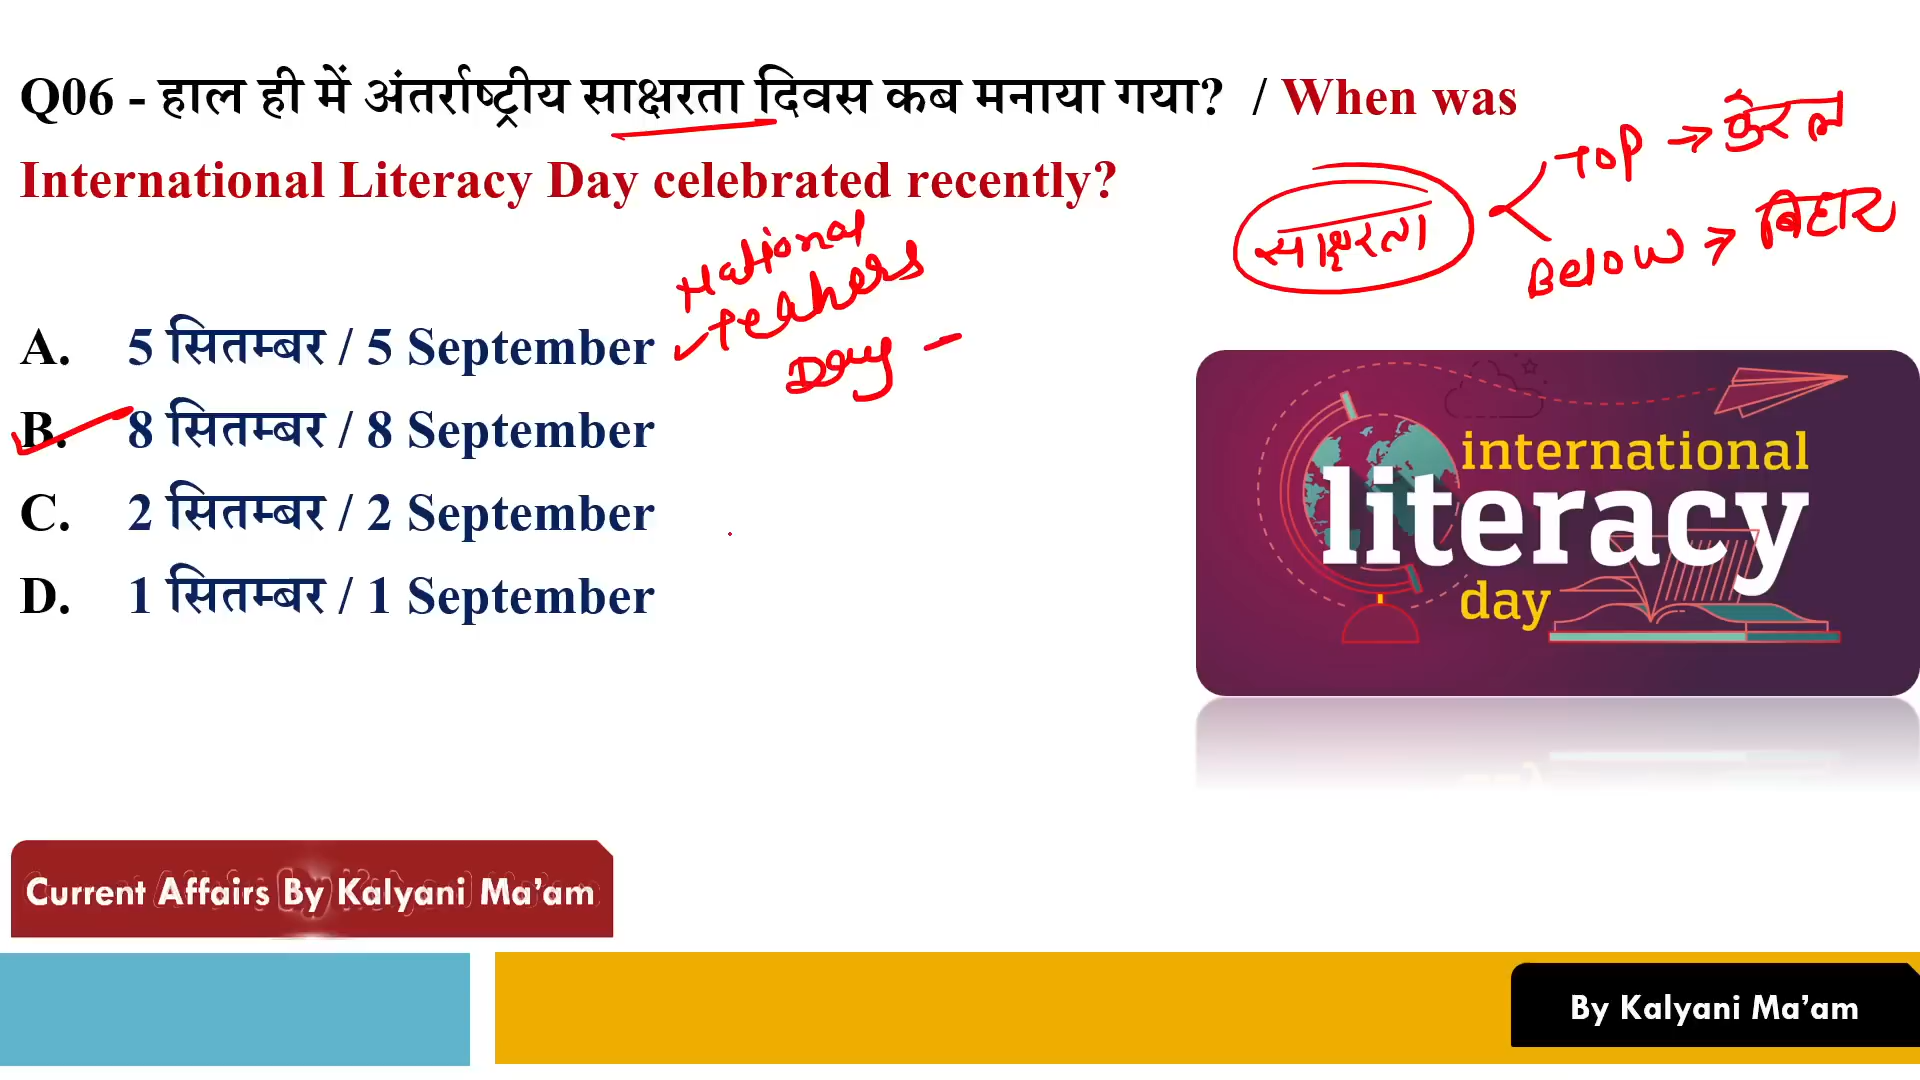 Q06 - हाल ही में अंतर्राष्ट्रीय साक्षरता दिवस कब मनाया गया? / When was
International Literacy Day celebrated recently?
साक्षरता
Top → केरल
Below → बिहार
National
Teahers
Day -
A. 5 सितम्बर / 5 September
B. 8 सितम्बर / 8 September
C. 2 सितम्बर / 2 September
D. 1 सितम्बर / 1 September
international
literacy
day
Current Affairs By Kalyani Ma’am
By Kalyani Ma’am